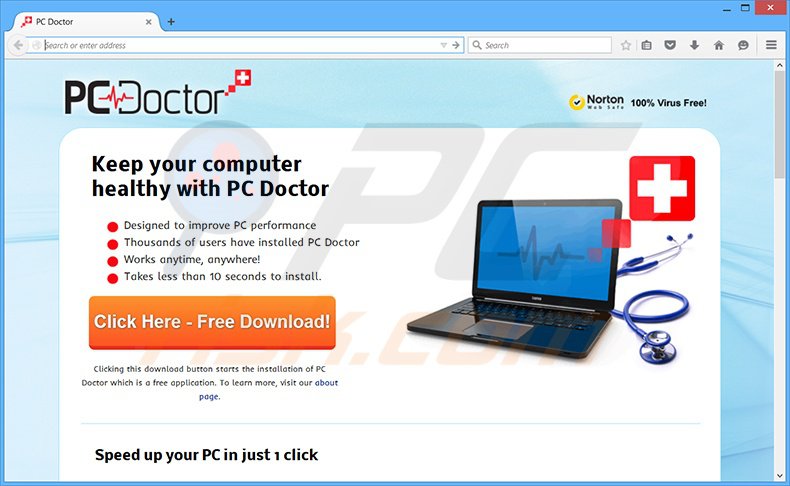 PC Doctor
Search or enter address
Search
PC Doctor
Norton
Web Safe
100% Virus Free!
Keep your computer
healthy with PC Doctor
Designed to improve PC performance
Thousands of users have installed PC Doctor
Works anytime, anywhere!
Takes less than 10 seconds to install.
Click Here - Free Download!
Clicking this download button starts the installation of PC
Doctor which is a free application. To learn more, visit our about
page.
Speed up your PC in just 1 click
PC
risk.com